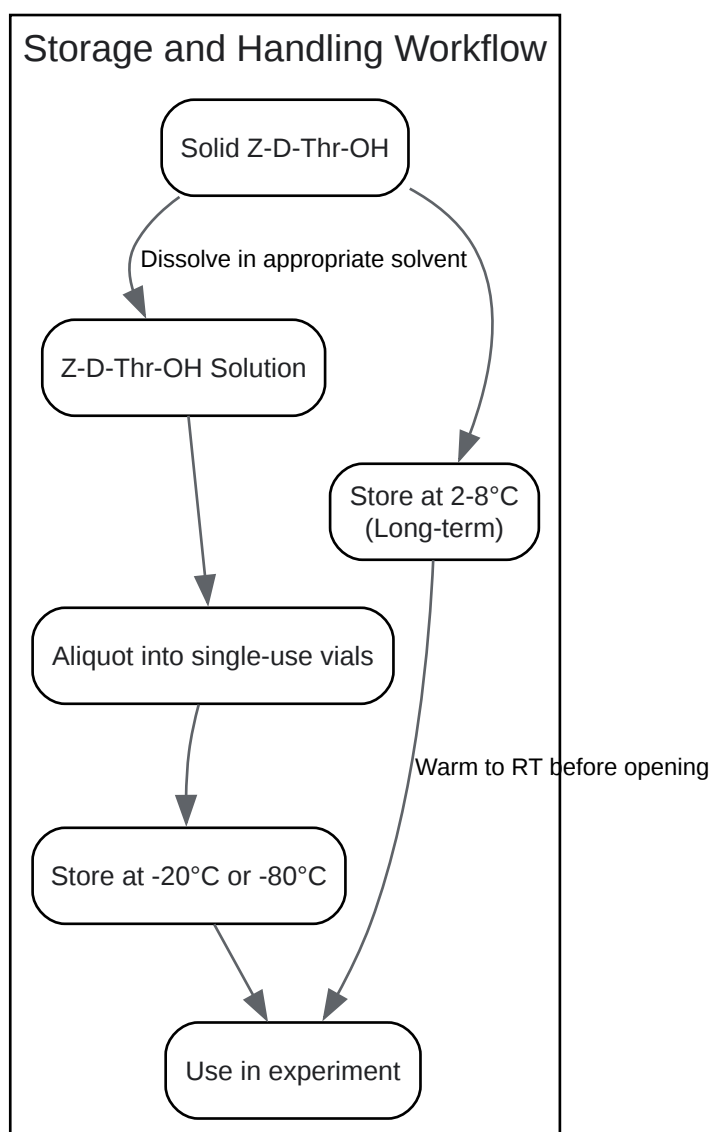 Storage and Handling Workflow
Solid Z-D-Thr-OH
Dissolve in appropriate solvent
Z-D-Thr-OH Solution
Store at 2-8°C
(Long-term)
Aliquot into single-use vials
Warm to RT before opening
Store at -20°C or -80°C
Use in experiment